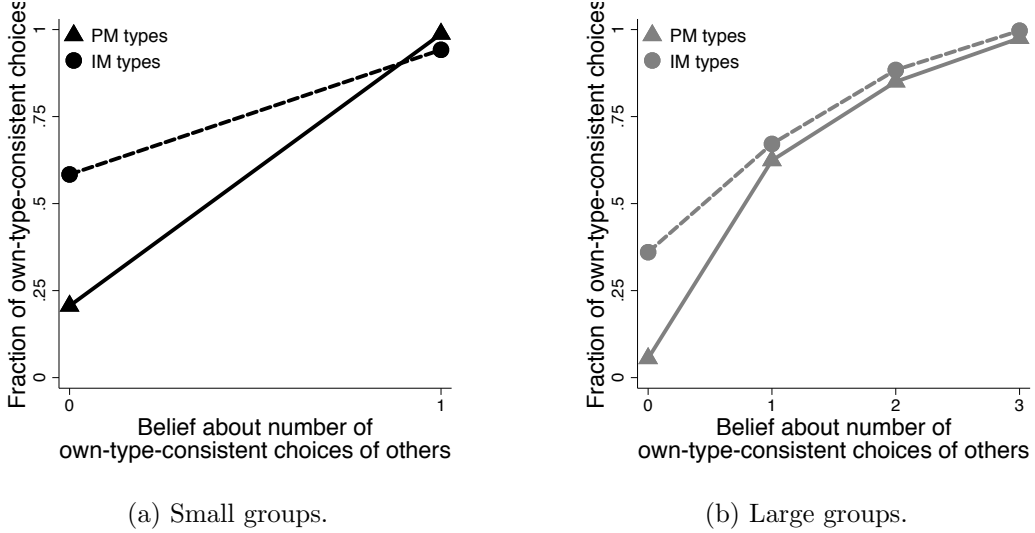 Fraction of own-type-consistent choices
1
.75
.5
.25
0
PM types
IM types
0
1
Belief about number of
own-type-consistent choices of others
(a) Small groups.
Fraction of own-type-consistent choices
1
.75
.5
.25
0
PM types
IM types
0
1
2
3
Belief about number of
own-type-consistent choices of others
(b) Large groups.